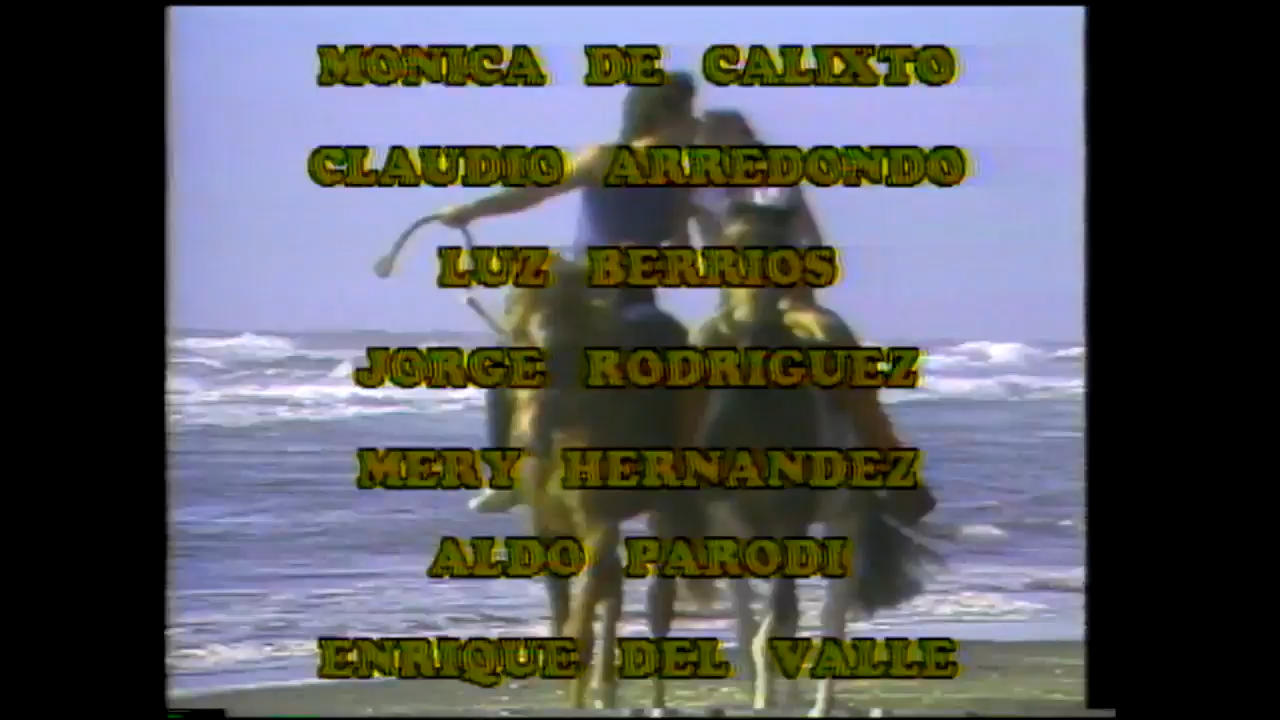 MONICA DE CALIXTO
CLAUDIO ARREDONDO
LUZ BERRIOS
JORGE RODRIGUEZ
MERY HERNANDEZ
ALDO PARODI
ENRIQUE DEL VALLE